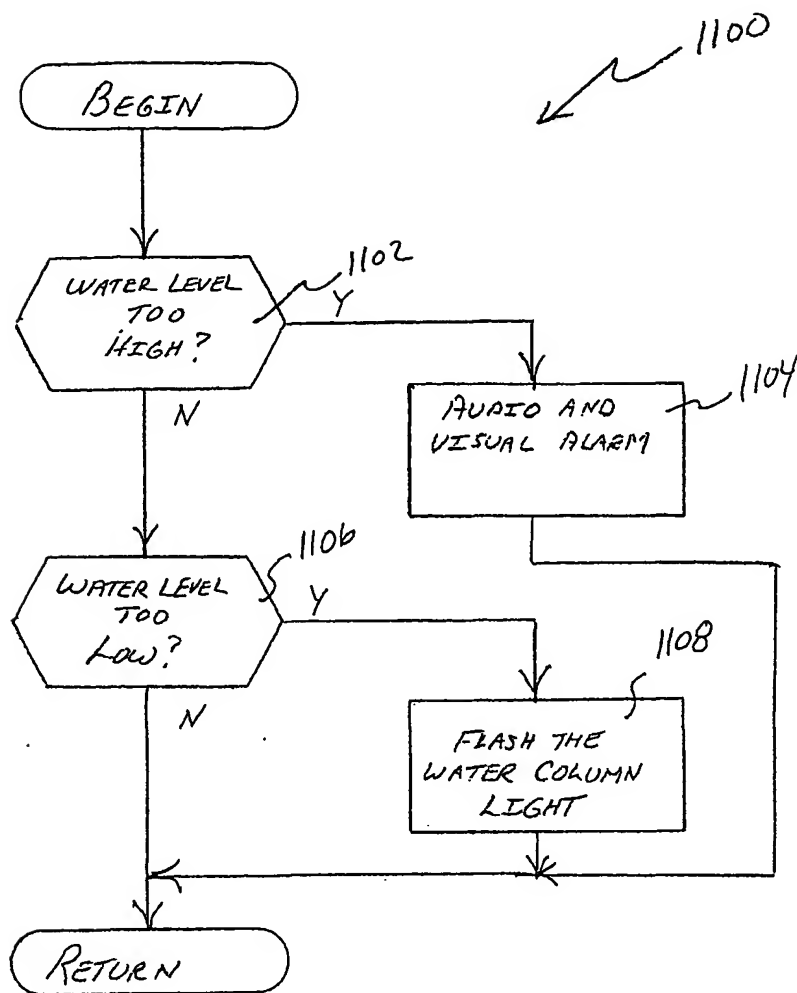 1100
BEGIN
WATER LEVEL
TOO
HIGH?
1102
Y
N
AUDIO AND
VISUAL ALARM
1104
WATER LEVEL
TOO
LOW?
1106
Y
N
FLASH THE
WATER COLUMN
LIGHT
1108
RETURN